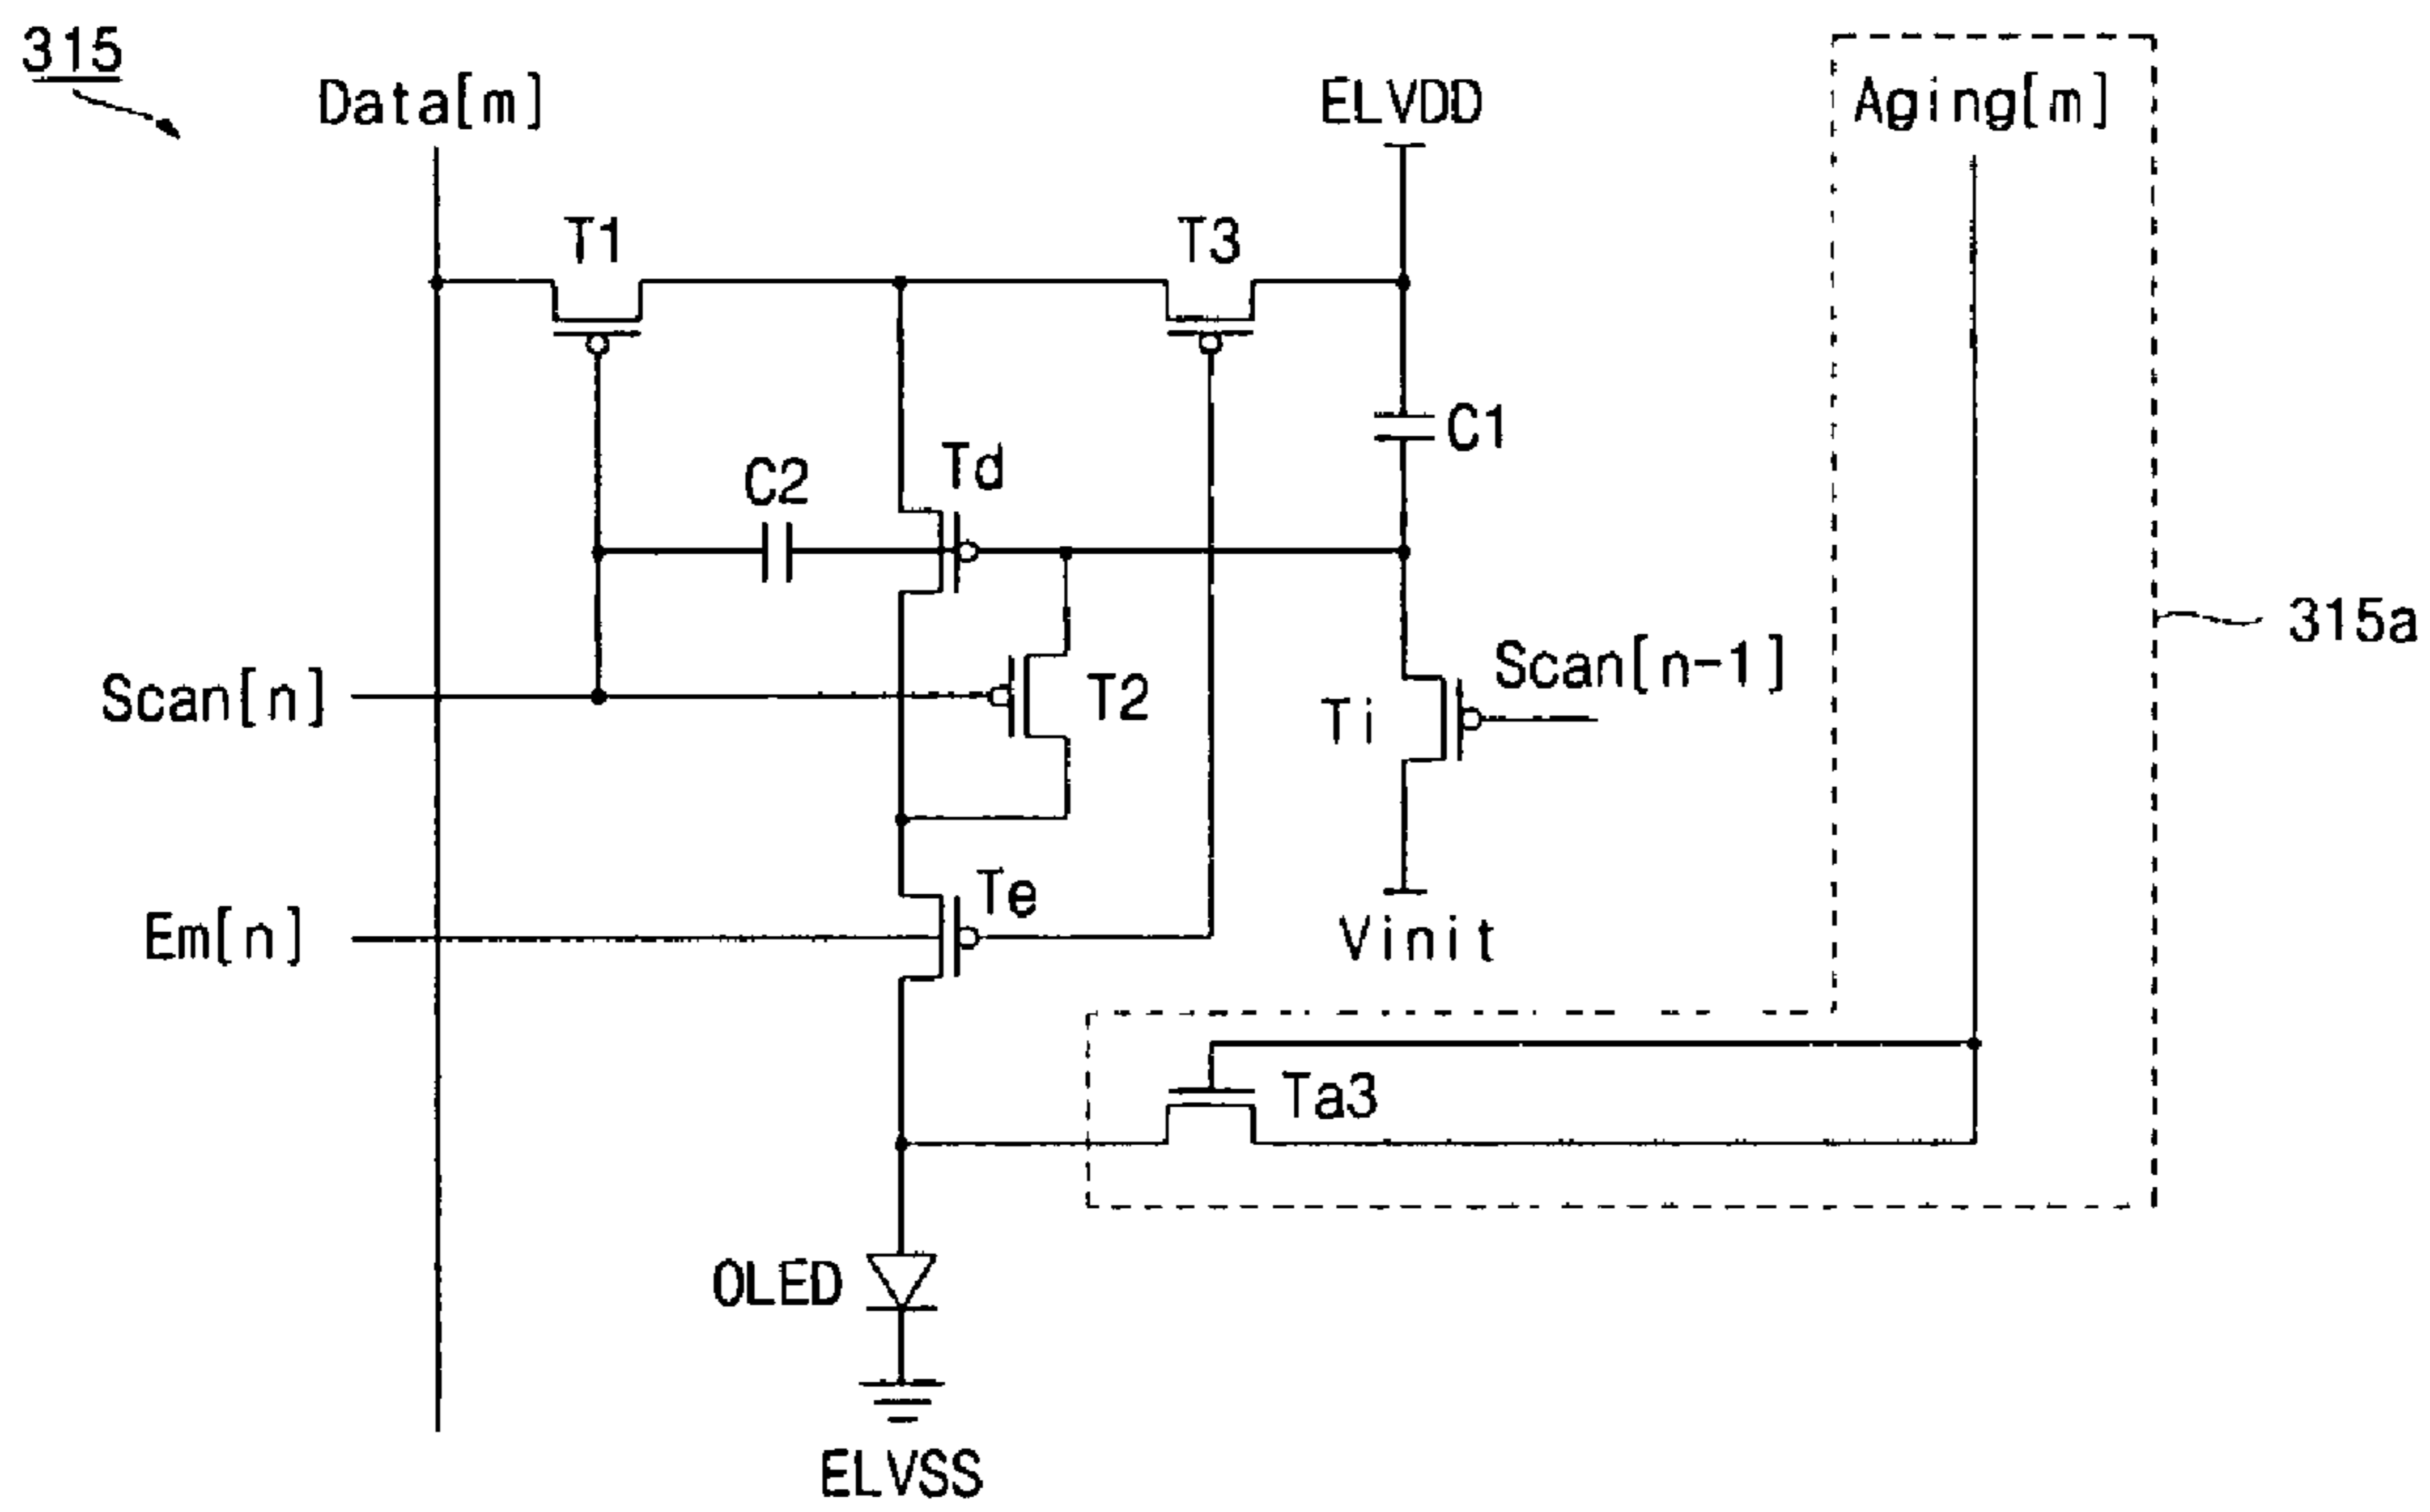 315
Data[m]
ELVDD
Aging[m]
T1
T3
C1
Td
C2
315a
Scan[n-1]
Scan[n]
T2
Ti
Te
Em[n]
Vinit
Ta3
OLED
ELVSS